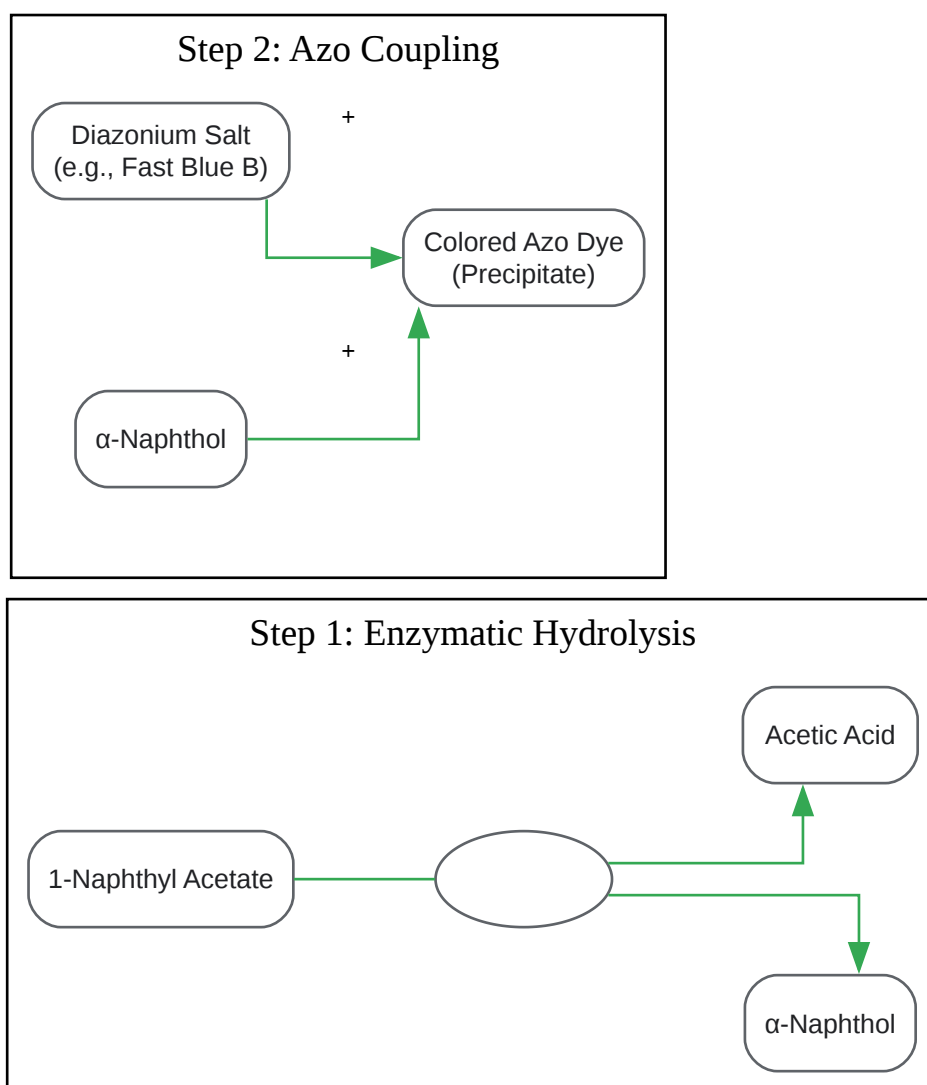 Step 2: Azo Coupling
+
Diazonium Salt
(e.g., Fast Blue B)
Colored Azo Dye
(Precipitate)
+
α-Naphthol
Step 1: Enzymatic Hydrolysis
Acetic Acid
1-Naphthyl Acetate
α-Naphthol